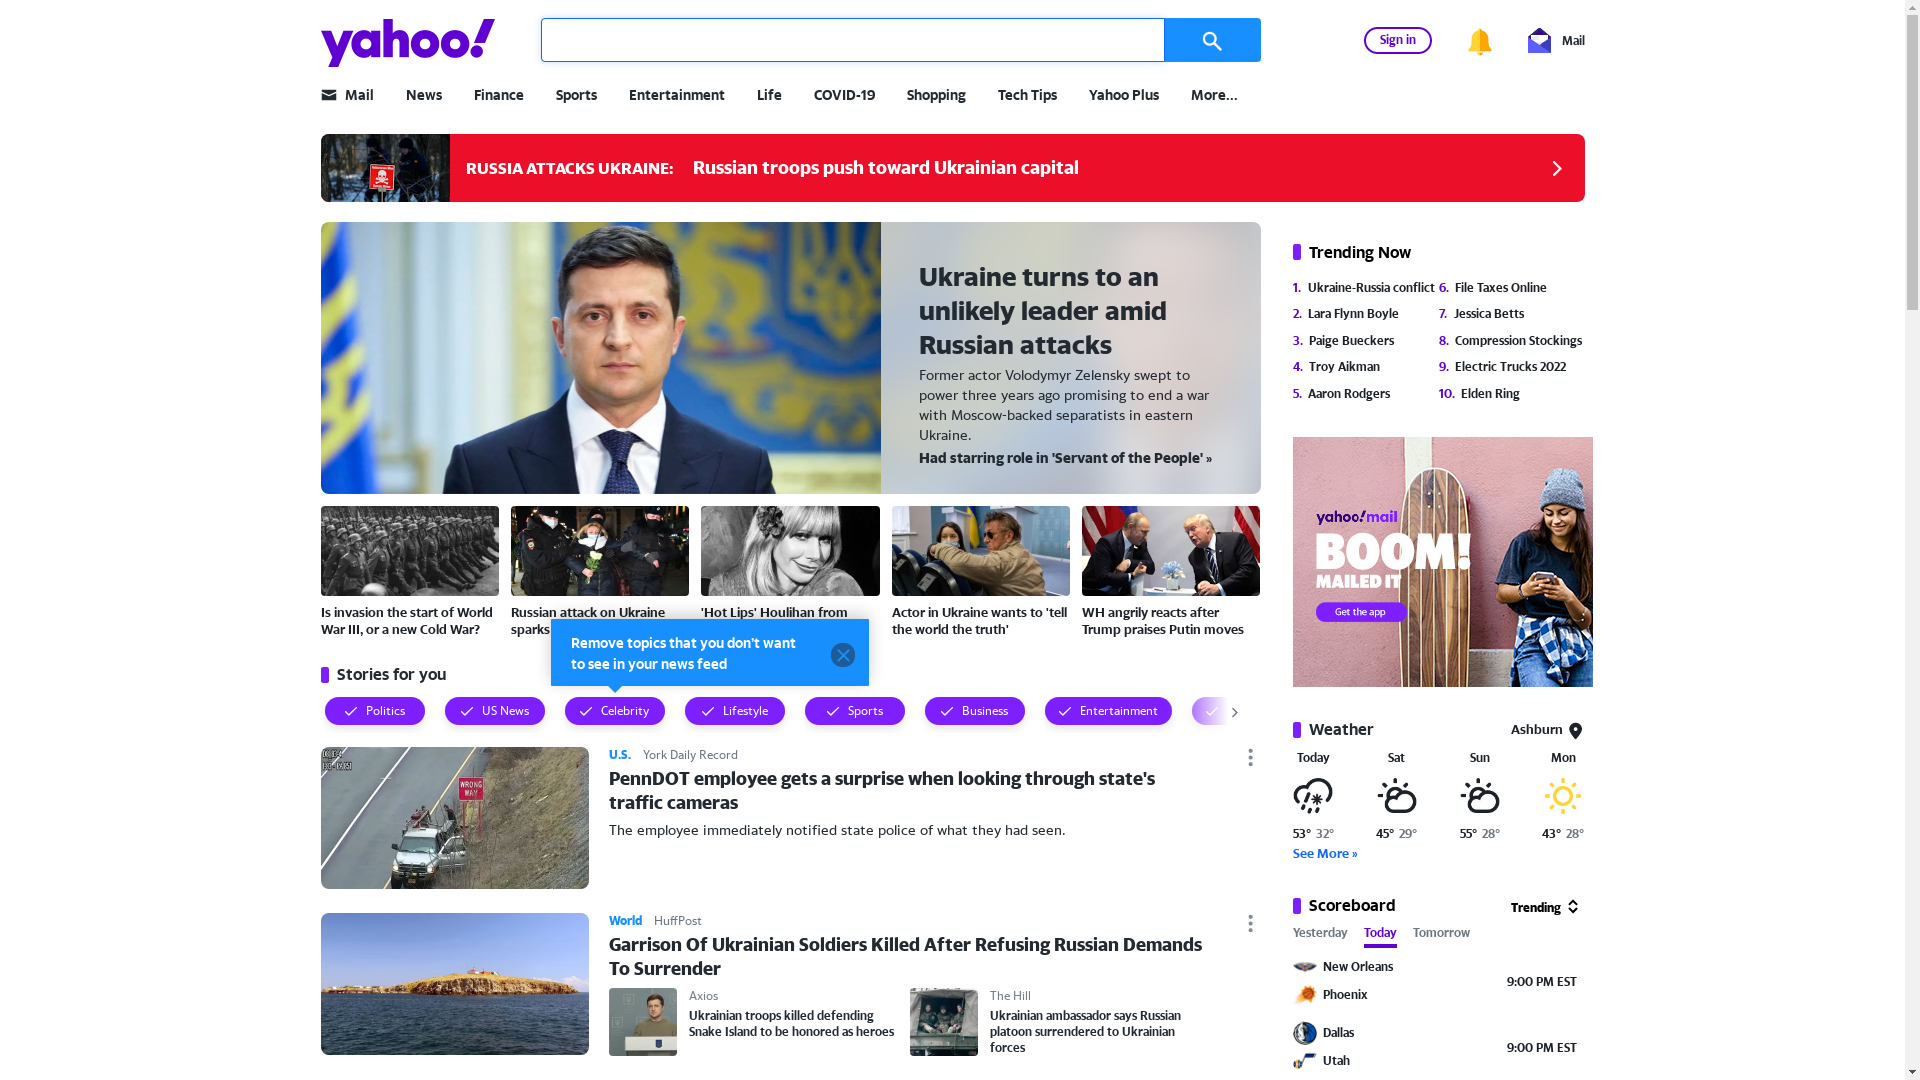 yahoo!
Sign in
Mail
Mail
News
Finance
Sports
Entertainment
Life
COVID-19
Shopping
Tech Tips
Yahoo Plus
More...
RUSSIA ATTACKS UKRAINE: Russian troops push toward Ukrainian capital
Ukraine turns to an
unlikely leader amid
Russian attacks
Former actor Volodymyr Zelensky swept to
power three years ago promising to end a war
with Moscow-backed separatists in eastern
Ukraine.
Had starring role in 'Servant of the People' »
Is invasion the start of World
War III, or a new Cold War?
Russian attack on Ukraine
sparks
'Hot Lips' Houlihan from
Actor in Ukraine wants to 'tell
the world the truth'
WH angrily reacts after
Trump praises Putin moves
Remove topics that you don't want
to see in your news feed
Stories for you
Politics
US News
Celebrity
Lifestyle
Sports
Business
Entertainment
WRONG
WAY
U.S. York Daily Record
PennDOT employee gets a surprise when looking through state's
traffic cameras
The employee immediately notified state police of what they had seen.
World HuffPost
Garrison Of Ukrainian Soldiers Killed After Refusing Russian Demands
To Surrender
Axios
Ukrainian troops killed defending
Snake Island to be honored as heroes
The Hill
Ukrainian ambassador says Russian
platoon surrendered to Ukrainian
forces
Trending Now
1. Ukraine-Russia conflict
2. Lara Flynn Boyle
3. Paige Bueckers
4. Troy Aikman
5. Aaron Rodgers
6. File Taxes Online
7. Jessica Betts
8. Compression Stockings
9. Electric Trucks 2022
10. Elden Ring
yahoo!mail
BOOM!
MAILED IT
Get the app
Weather
Ashburn
Today
Sat
Sun
Mon
53° 32°
45° 29°
55° 28°
43° 28°
See More »
Scoreboard
Trending
Yesterday
Today
Tomorrow
New Orleans
Phoenix
9:00 PM EST
Dallas
Utah
9:00 PM EST